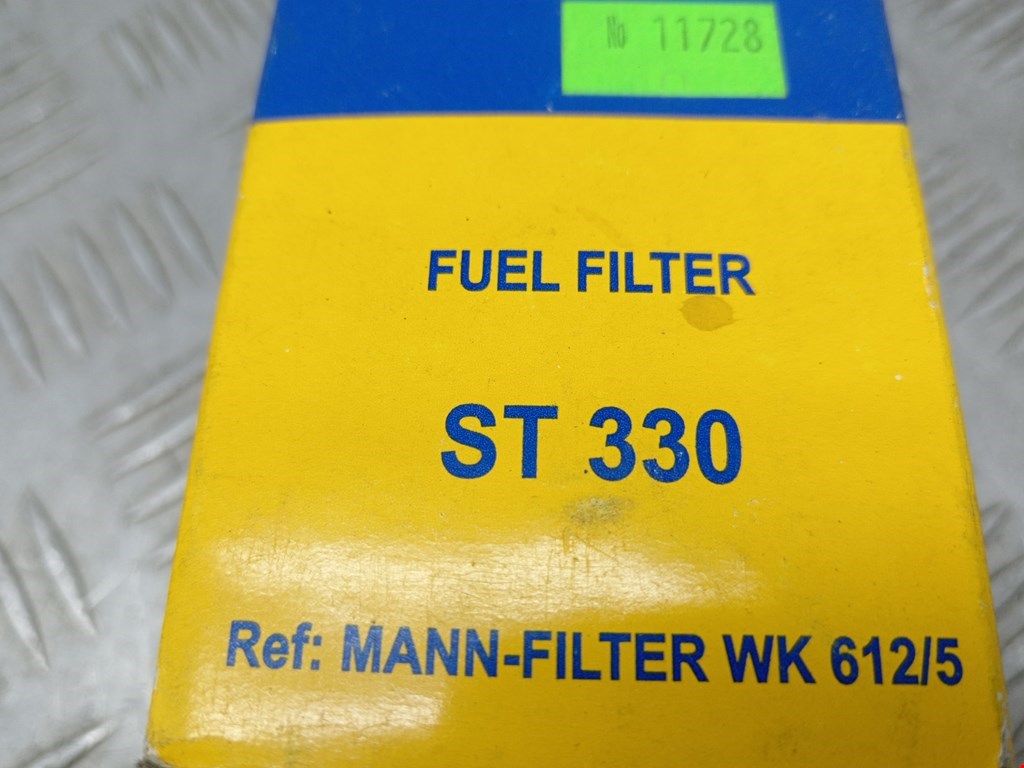 No 11728
FUEL FILTER
ST 330
Ref: MANN-FILTER WK 612/5